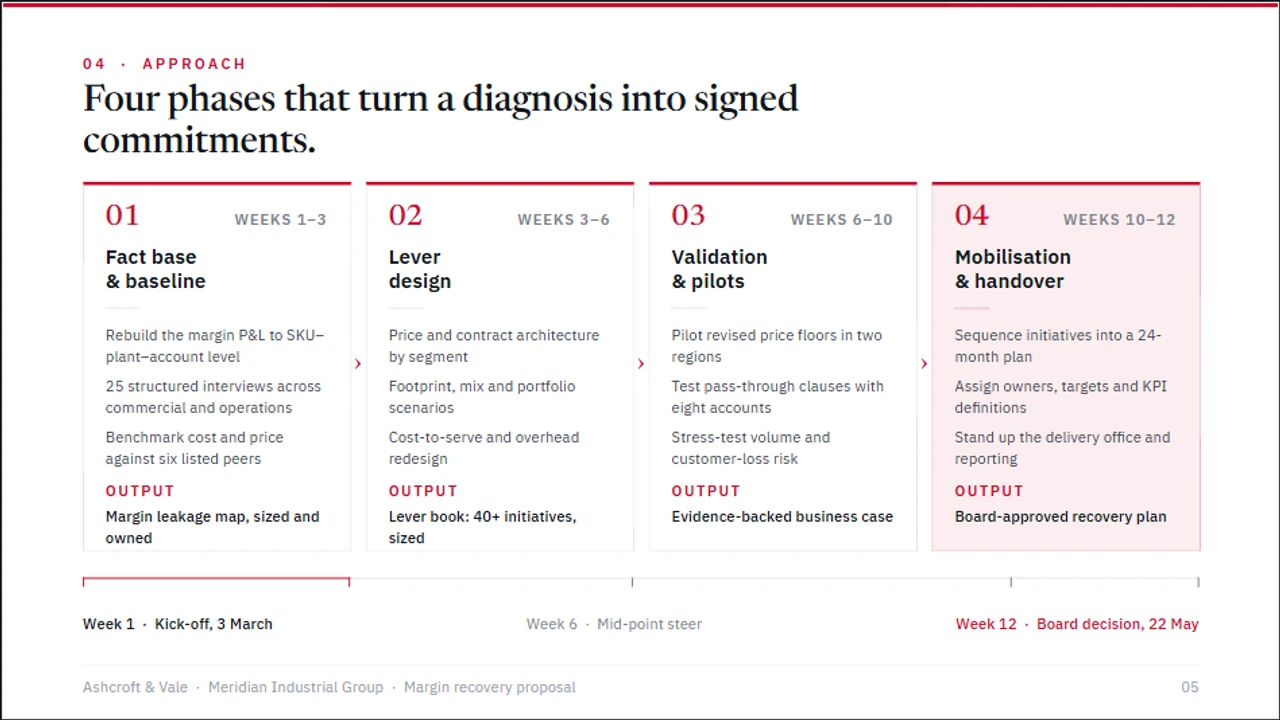 04 · APPROACH
Four phases that turn a diagnosis into signed
commitments.
01
WEEKS 1–3
Fact base
& baseline
Rebuild the margin P&L to SKU–
plant–account level
25 structured interviews across
commercial and operations
Benchmark cost and price
against six listed peers
OUTPUT
Margin leakage map, sized and
owned
›
02
WEEKS 3–6
Lever
design
Price and contract architecture
by segment
Footprint, mix and portfolio
scenarios
Cost-to-serve and overhead
redesign
OUTPUT
Lever book: 40+ initiatives,
sized
›
03
WEEKS 6–10
Validation
& pilots
Pilot revised price floors in two
regions
Test pass-through clauses with
eight accounts
Stress-test volume and
customer-loss risk
OUTPUT
Evidence-backed business case
›
04
WEEKS 10–12
Mobilisation
& handover
Sequence initiatives into a 24-
month plan
Assign owners, targets and KPI
definitions
Stand up the delivery office and
reporting
OUTPUT
Board-approved recovery plan
Week 1 · Kick-off, 3 March
Week 6 · Mid-point steer
Week 12 · Board decision, 22 May
Ashcroft & Vale · Meridian Industrial Group · Margin recovery proposal
05